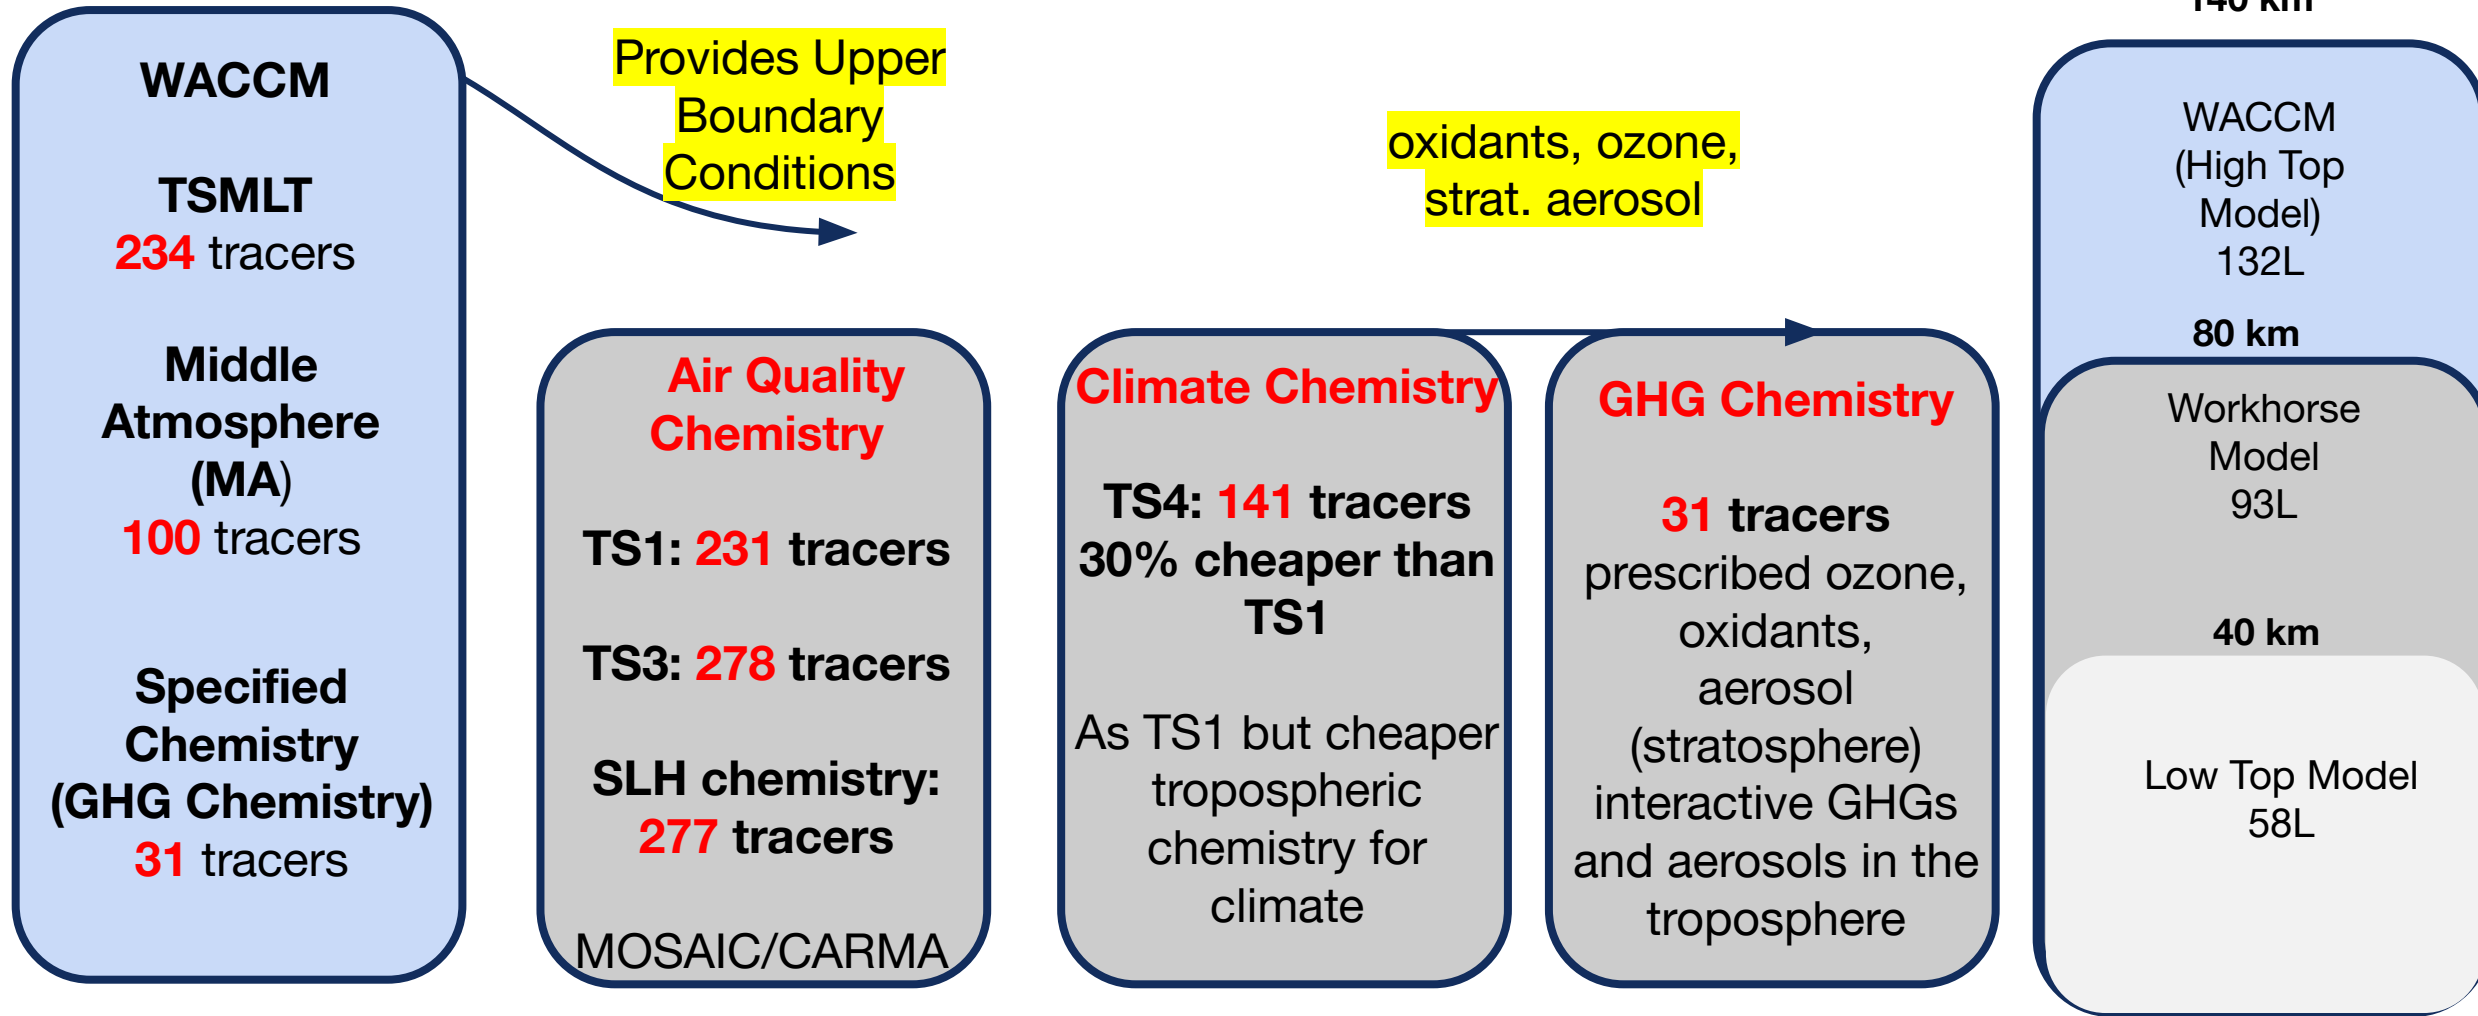 WACCM
TSMLT
234 tracers
Middle
Atmosphere
(MA)
100 tracers
Specified
Chemistry
(GHG Chemistry)
31 tracers
Provides Upper
Boundary
Conditions
Air Quality
Chemistry
TS1: 231 tracers
TS3: 278 tracers
SLH chemistry:
277 tracers
MOSAIC/CARMA
Climate Chemistry
TS4: 141 tracers
30% cheaper than
TS1
As TS1 but cheaper
tropospheric
chemistry for
climate
oxidants, ozone,
strat. aerosol
GHG Chemistry
31 tracers
prescribed ozone,
oxidants,
aerosol
(stratosphere)
interactive GHGs
and aerosols in the
troposphere
140 km
WACCM
(High Top
Model)
132L
80 km
Workhorse
Model
93L
40 km
Low Top Model
58L